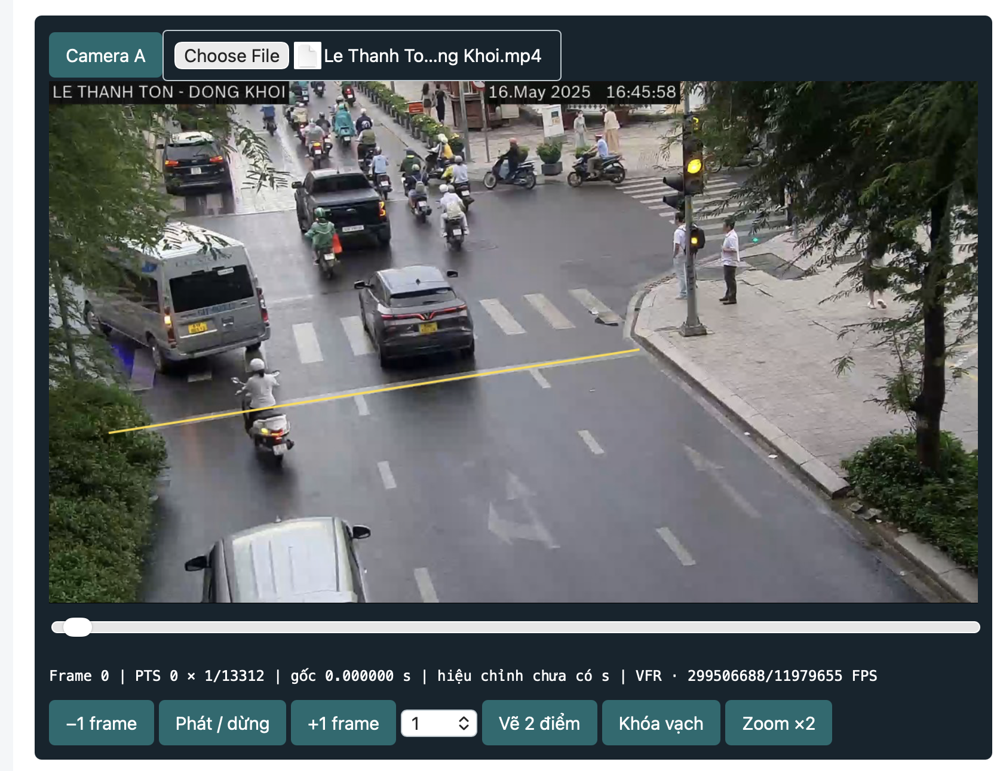 Camera A
Choose File Le Thanh To...ng Khoi.mp4
LE THANH TON - DONG KHOI
16.May 2025 16:45:58
Frame 0 | PTS 0 × 1/13312 | gốc 0.000000 s | hiệu chỉnh chưa có s | VFR · 299506688/11979655 FPS
−1 frame
Phát / dừng
+1 frame
1
Vẽ 2 điểm
Khóa vạch
Zoom ×2